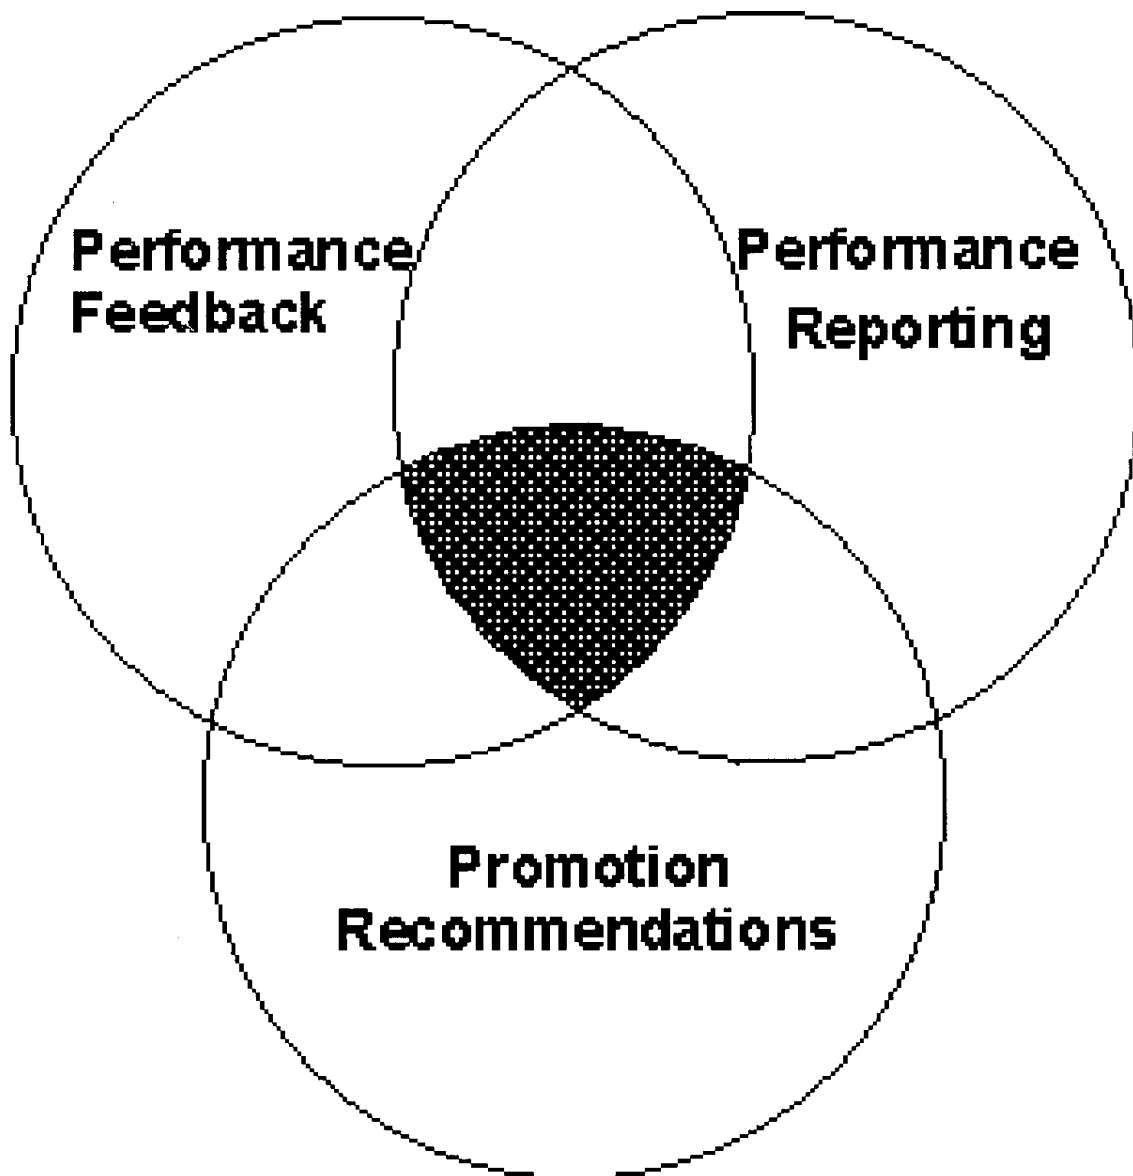 Performance
Feedback
Performance
Reporting
Promotion
Recommendations